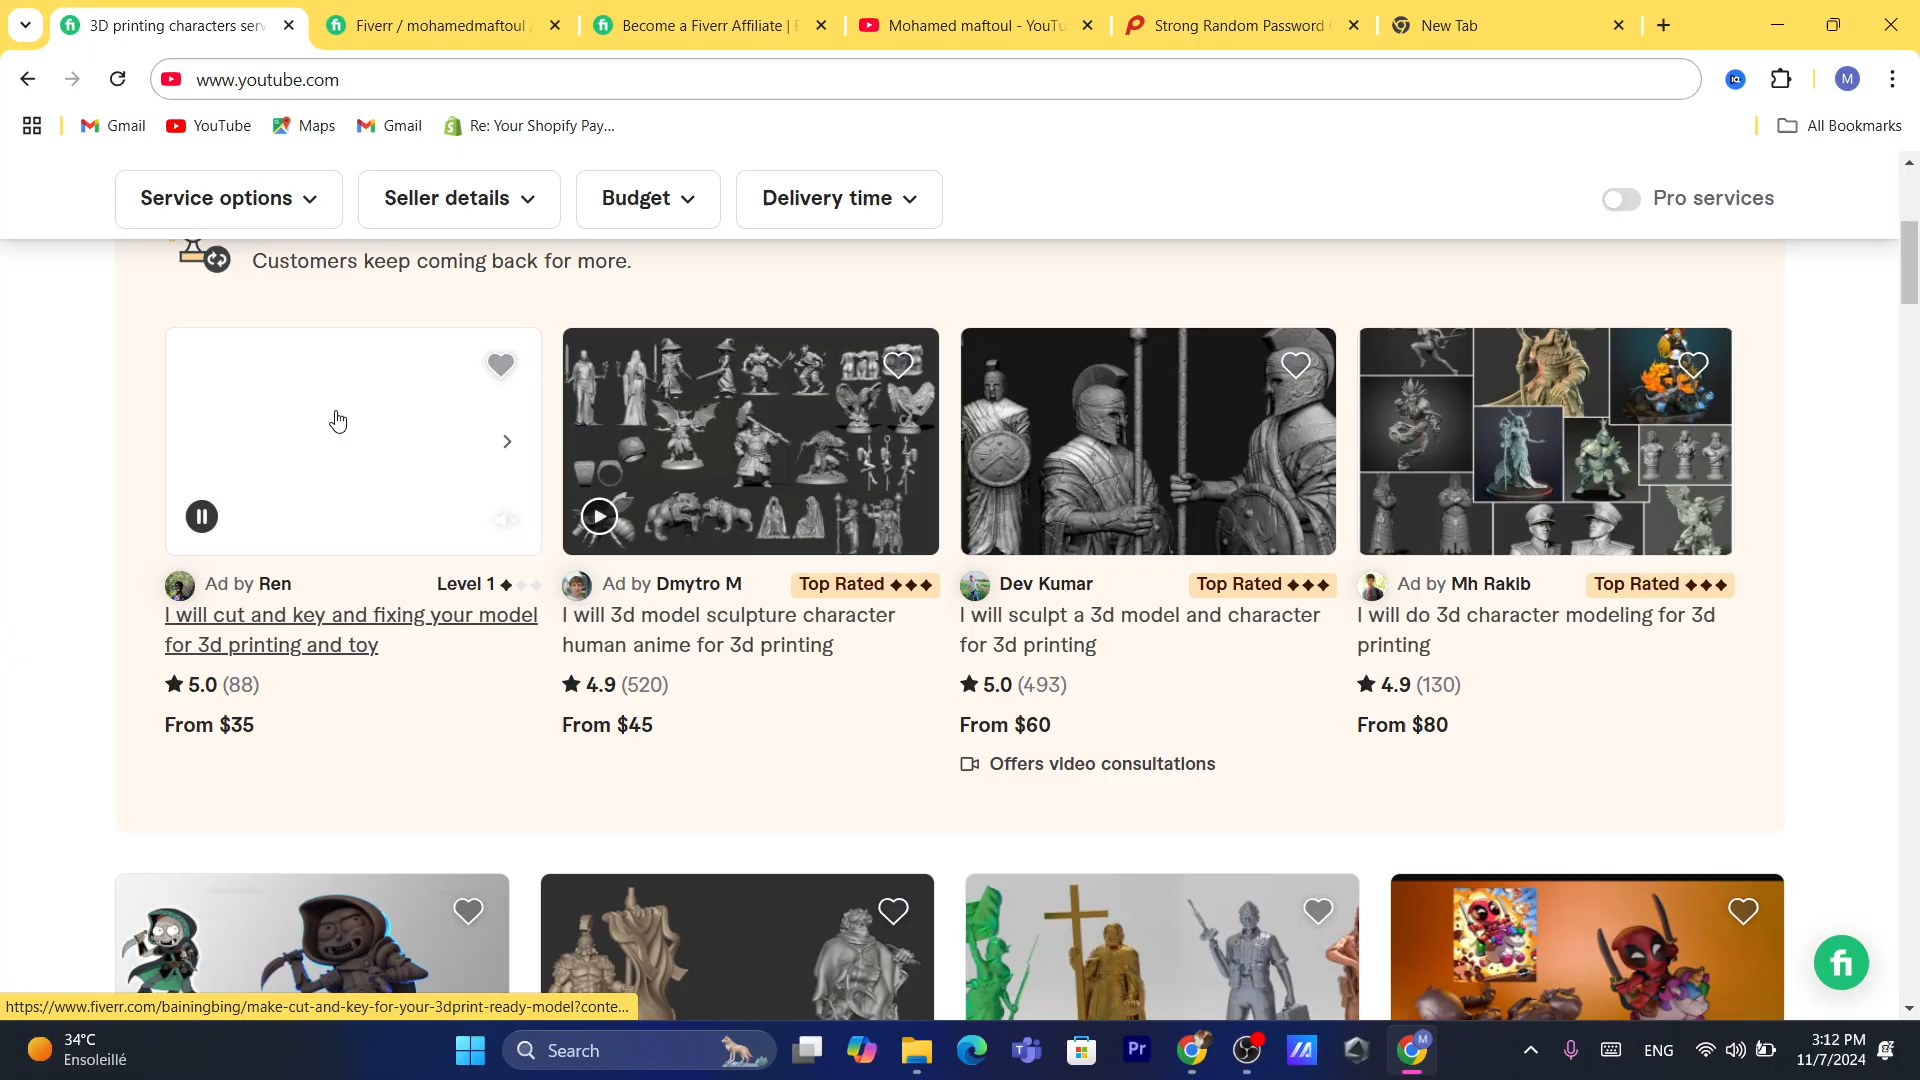 3D printing characters serv
Fiverr / mohamedmaftoul /
Become a Fiverr Affiliate | F
Mohamed maftoul - YouTu
Strong Random Password
New Tab
www.youtube.com
M
Gmail
YouTube
Maps
Gmail
Re: Your Shopify Pay...
All Bookmarks
Service options
Seller details
Budget
Delivery time
Pro services
Customers keep coming back for more.
Ad by Ren
Level 1
I will cut and key and fixing your model
for 3d printing and toy
5.0 (88)
From $35
Ad by Dmytro M
Top Rated
I will 3d model sculpture character
human anime for 3d printing
4.9 (520)
From $45
Dev Kumar
Top Rated
I will sculpt a 3d model and character
for 3d printing
5.0 (493)
From $60
Offers video consultations
Ad by Mh Rakib
Top Rated
I will do 3d character modeling for 3d
printing
4.9 (130)
From $80
fi
https://www.fiverr.com/bainingbing/make-cut-and-key-for-your-3dprint-ready-model?conte...
34°C
Ensoleillé
Search
Pr
M
ENG
3:12 PM
11/7/2024